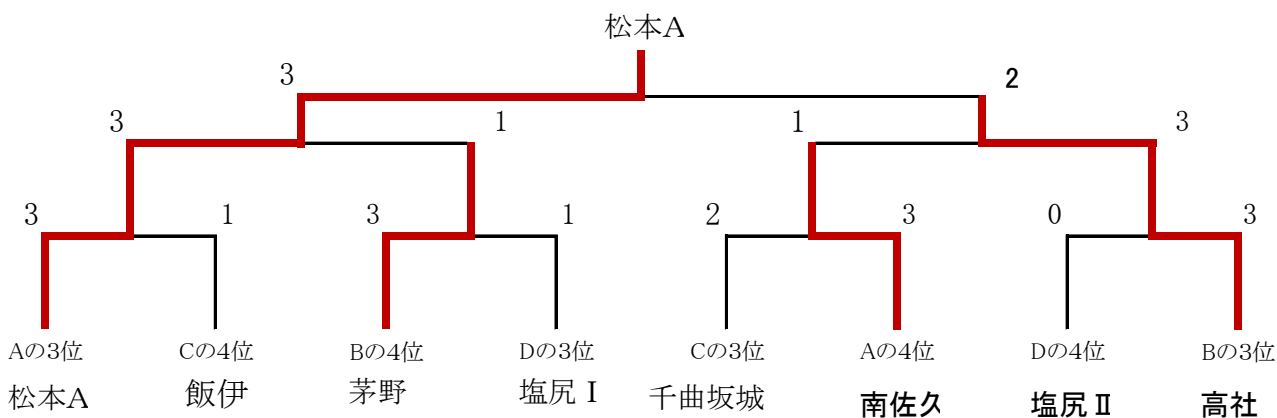 松本A
3 2
3 1 1 3
3 1 3 1 2 3 0 3
Aの3位 Cの4位 Bの4位 Dの3位 Cの3位 Aの4位 Dの4位 Bの3位
松本A 飯伊 茅野 塩尻Ⅰ 千曲坂城 南佐久 塩尻Ⅱ 高社